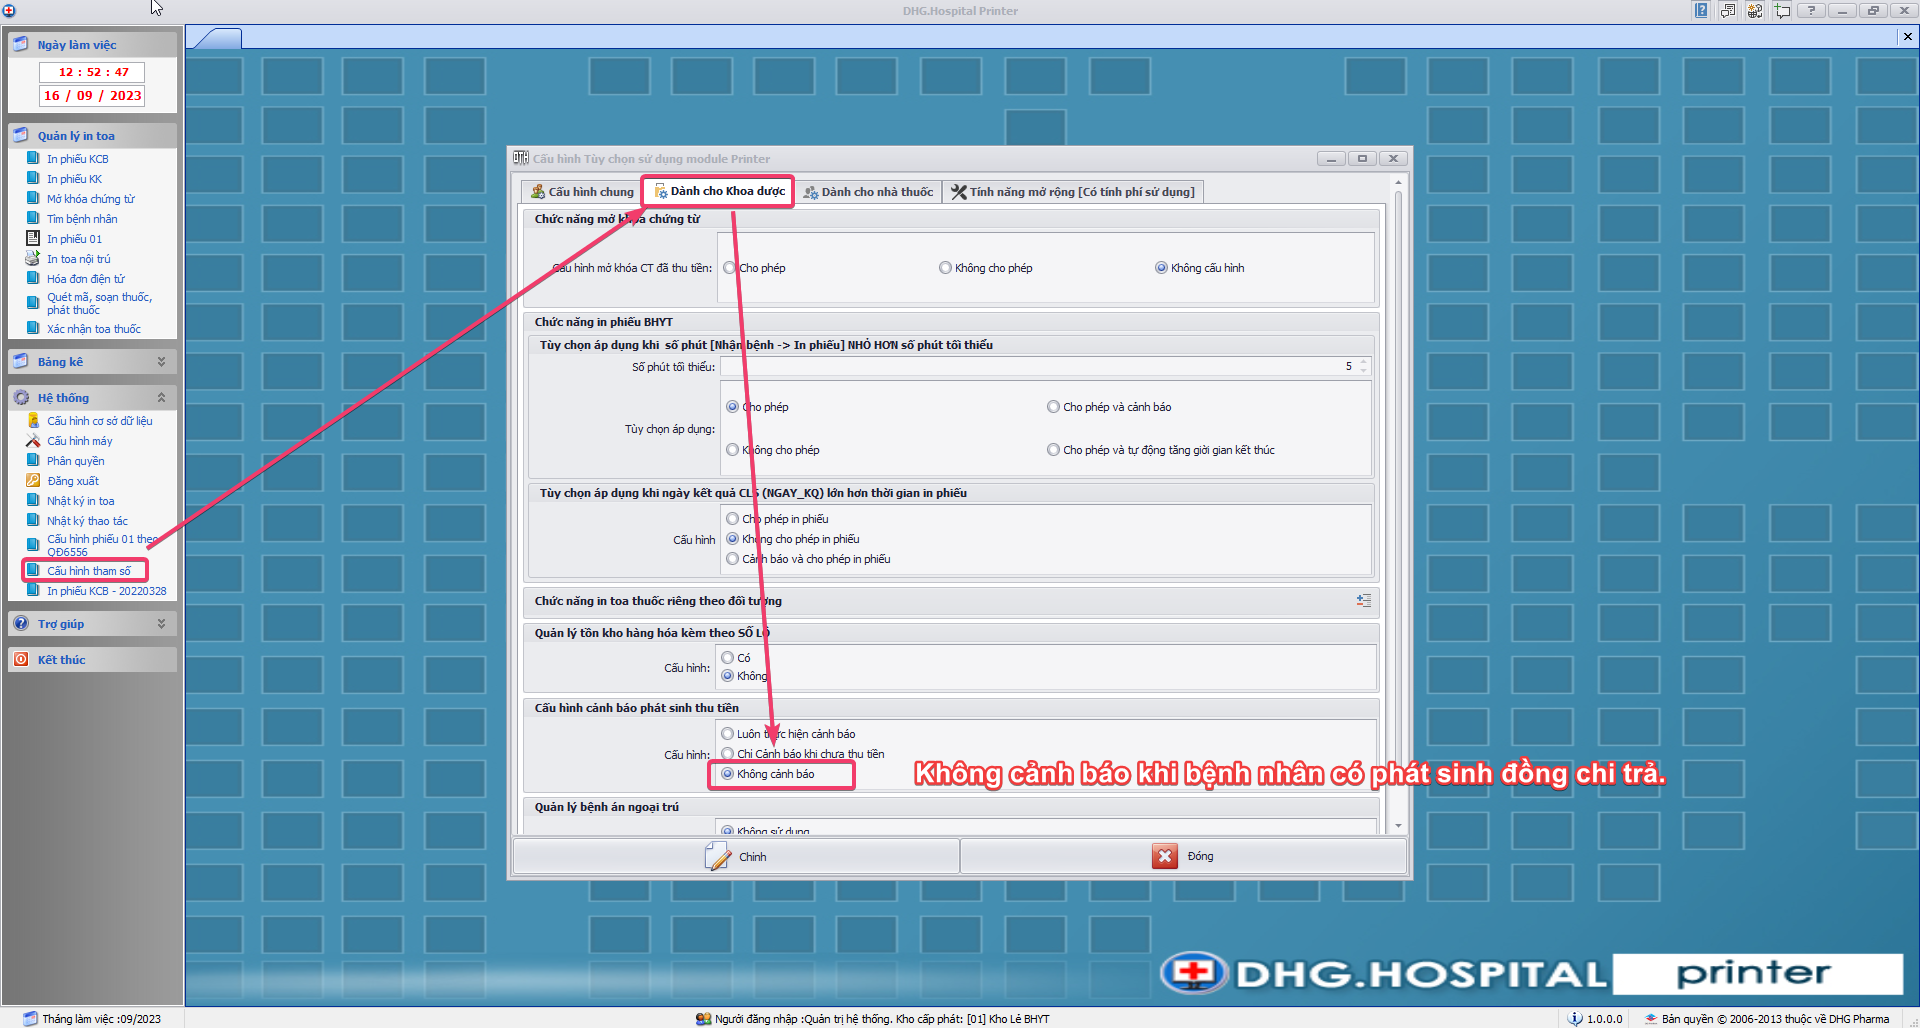 DHG.Hospital Printer
Ngày làm việc
12 : 52 : 47
16 / 09 / 2023
Quản lý in toa
In phiếu KCB
In phiếu KK
Mở khóa chứng từ
Tìm bệnh nhân
In phiếu 01
In toa nội trú
Hóa đơn điện tử
Quét mã, soạn thuốc,
phát thuốc
Xác nhận toa thuốc
Bảng kê
Hệ thống
Cấu hình cơ sở dữ liệu
Cấu hình máy
Phân quyền
Đăng xuất
Nhật ký in toa
Nhật ký thao tác
Cấu hình phiếu 01 theo
QĐ6556
Cấu hình tham số
In phiếu KCB - 20220328
Trợ giúp
Kết thúc
Cấu hình Tùy chọn sử dụng module Printer
Cấu hình chung
Dành cho Khoa dược
Dành cho nhà thuốc
Tính năng mở rộng [Có tính phí sử dụng]
Chức năng mở khóa chứng từ
Cấu hình mở khóa CT đã thu tiền:
Cho phép
Không cho phép
Không cấu hình
Chức năng in phiếu BHYT
Tùy chọn áp dụng khi số phút [Nhận bệnh -> In phiếu] NHỎ HƠN số phút tối thiểu
Số phút tối thiểu:
5
Tùy chọn áp dụng:
Cho phép
Cho phép và cảnh báo
Không cho phép
Cho phép và tự động tăng giời gian kết thúc
Tùy chọn áp dụng khi ngày kết quả CLS (NGAY_KQ) lớn hơn thời gian in phiếu
Cấu hình
Cho phép in phiếu
Không cho phép in phiếu
Cảnh báo và cho phép in phiếu
Chức năng in toa thuốc riêng theo đối tượng
Quản lý tồn kho hàng hóa kèm theo SỐ LÔ
Cấu hình:
Có
Không
Cấu hình cảnh báo phát sinh thu tiền
Cấu hình:
Luôn thực hiện cảnh báo
Chỉ Cảnh báo khi chưa thu tiền
Không cảnh báo
Không cảnh báo khi bệnh nhân có phát sinh đồng chi trả.
Quản lý bệnh án ngoại trú
Không sử dụng
Chỉnh
Đóng
DHG.HOSPITAL printer
Tháng làm việc :09/2023
Người đăng nhập :Quản trị hệ thống. Kho cấp phát: [01] Kho Lẻ BHYT
1.0.0.0
Bản quyền © 2006-2013 thuộc về DHG Pharma